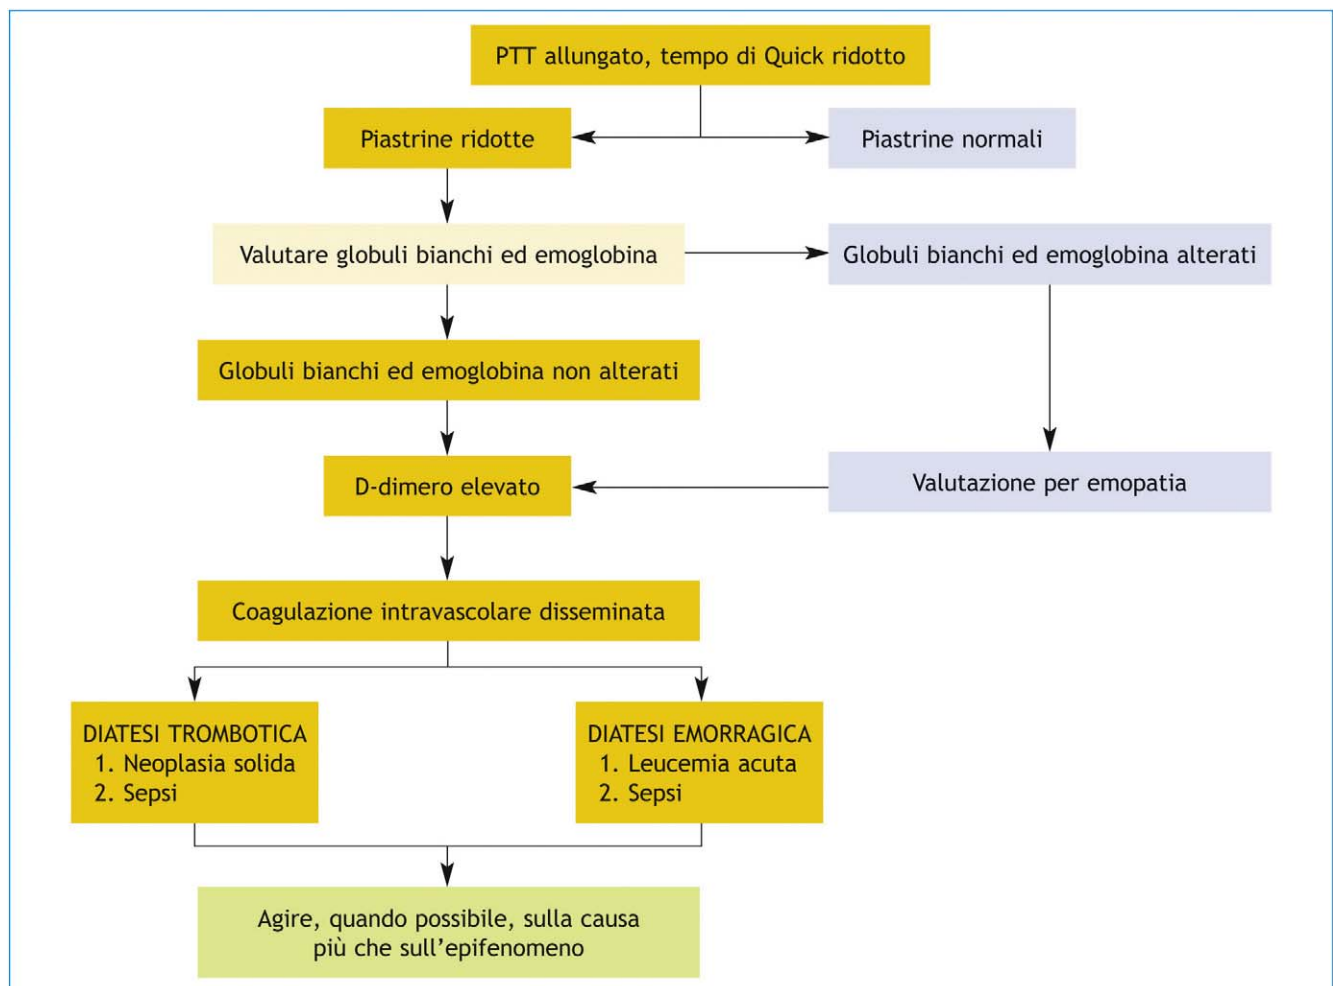 PTT allungato, tempo di Quick ridotto
Piastrine ridotte
Piastrine normali
Valutare globuli bianchi ed emoglobina
Globuli bianchi ed emoglobina alterati
Globuli bianchi ed emoglobina non alterati
D-dimero elevato
Valutazione per emopatia
Coagulazione intravascolare disseminata
DIATESI TROMBOTICA
1. Neoplasia solida
2. Sepsi
DIATESI EMORRAGICA
1. Leucemia acuta
2. Sepsi
Agire, quando possibile, sulla causa
più che sull’epifenomeno